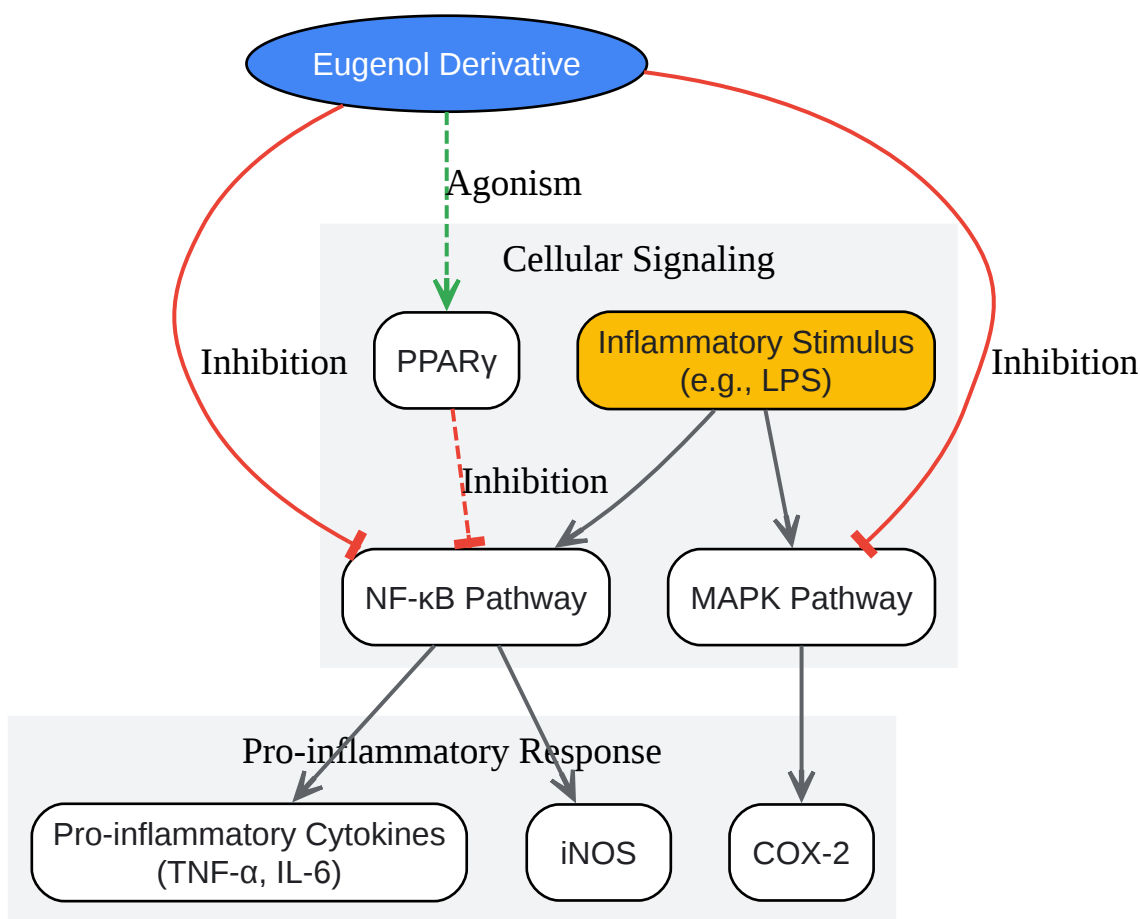 Eugenol Derivative
Agonism
Cellular Signaling
PPARγ
Inflammatory Stimulus
(e.g., LPS)
Inhibition
Inhibition
Inhibition
NF-κB Pathway
MAPK Pathway
Pro-inflammatory Response
Pro-inflammatory Cytokines
(TNF-α, IL-6)
iNOS
COX-2